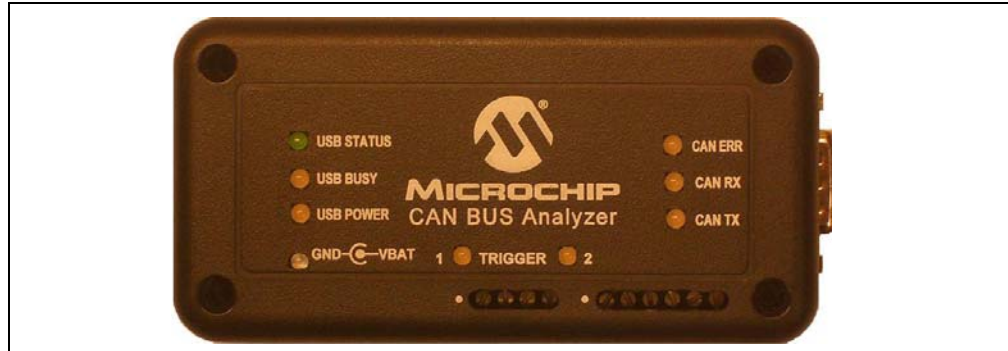 USB STATUS
USB BUSY
USB POWER
GND VBAT
®
MICROCHIP
CAN BUS Analyzer
CAN ERR
CAN RX
CAN TX
1 TRIGGER 2